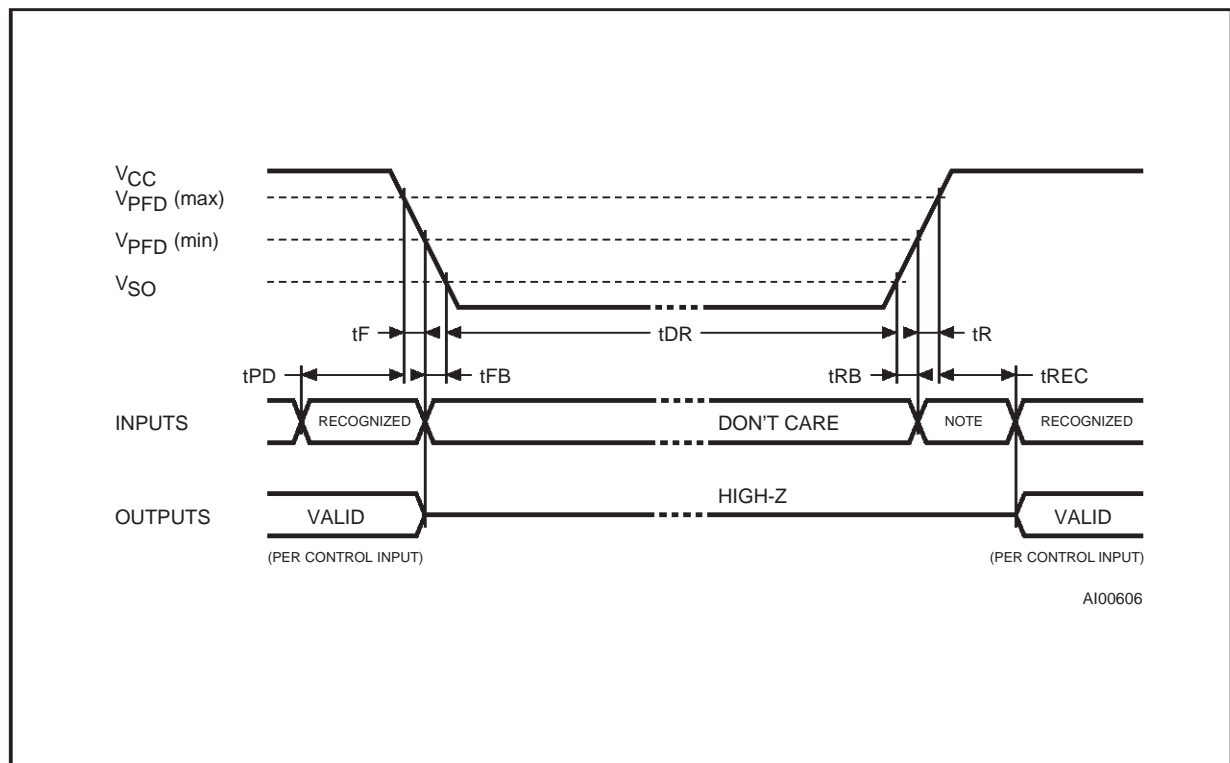 VCC
VPFD (max)
VPFD (min)
VSO
tF
tDR
tR
tPD
tFB
tRB
tREC
INPUTS
RECOGNIZED
DON'T CARE
NOTE
RECOGNIZED
HIGH-Z
OUTPUTS
VALID
VALID
(PER CONTROL INPUT)
(PER CONTROL INPUT)
AI00606